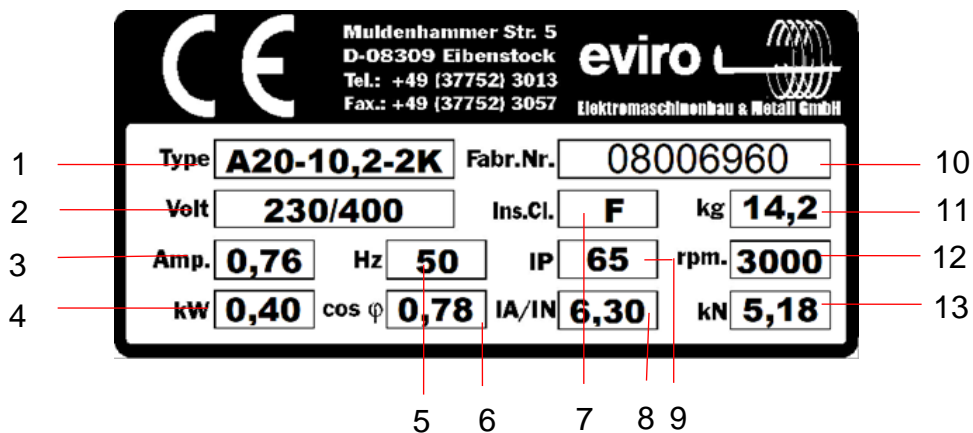 Muldenhammer Str. 5
D-08309 Eibenstock
Tel.: +49 (37752) 3013
Fax.: +49 (37752) 3057
CE
eviro
Elektromaschinenbau & Metall GmbH
1 Type A20-10,2-2K Fabr.Nr. 08006960 10
2 Volt 230/400 Ins.Cl. F kg 14,2 11
3 Amp. 0,76 Hz 50 IP 65 rpm. 3000 12
4 kW 0,40 cos φ 0,78 IA/IN 6,30 kN 5,18 13
5 6 7 8 9